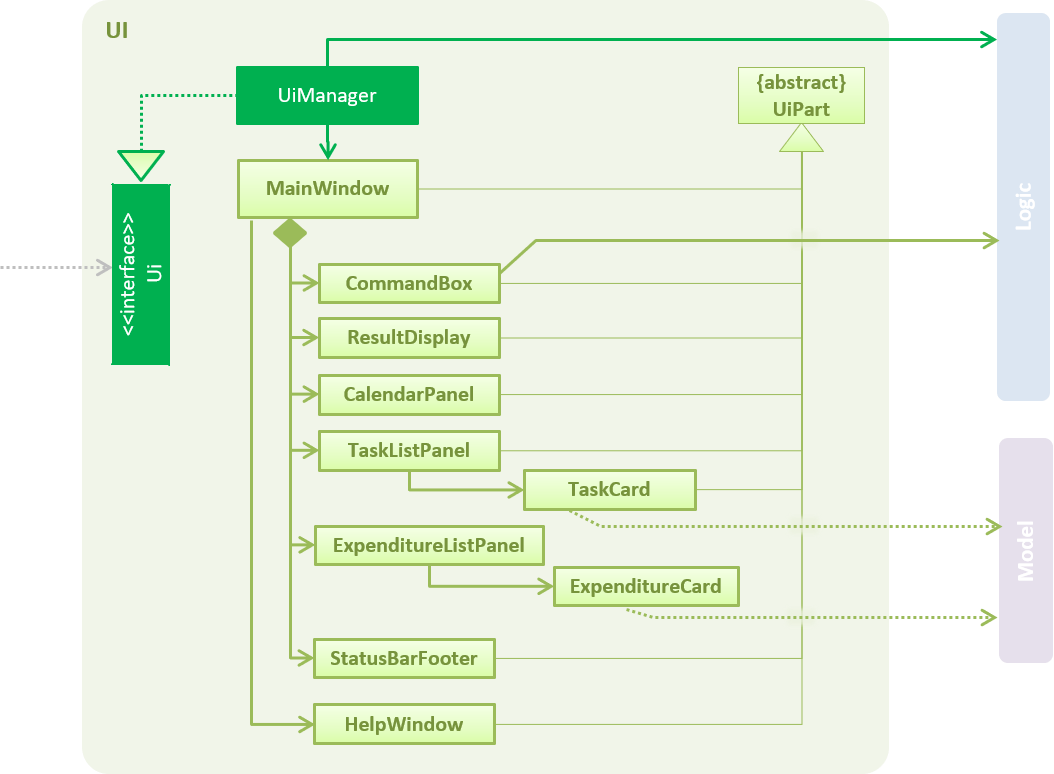 UI
UiManager
{abstract}
UiPart
MainWindow
<<interface>>
Ui
Logic
CommandBox
ResultDisplay
CalendarPanel
TaskListPanel
TaskCard
Model
ExpenditureListPanel
ExpenditureCard
StatusBarFooter
HelpWindow